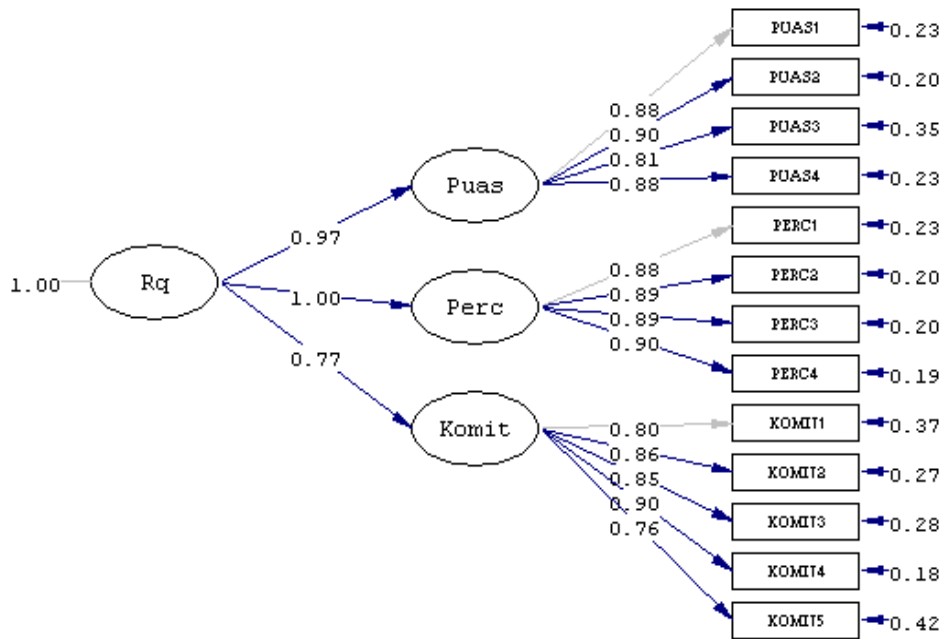 PUAS1 0.23
PUAS2 0.20
0.88
0.90
PUAS3 0.35
0.81
0.88
PUAS4 0.23
Puas
PERC1 0.23
0.97
0.88
PERC2 0.20
1.00 Rq
0.89
1.00
Perc
0.89
PERC3 0.20
0.90
0.77
PERC4 0.19
KOMIT1 0.37
Komit
0.80
0.86
KOMIT2 0.27
0.85
0.90
KOMIT3 0.28
0.76
KOMIT4 0.18
KOMIT5 0.42